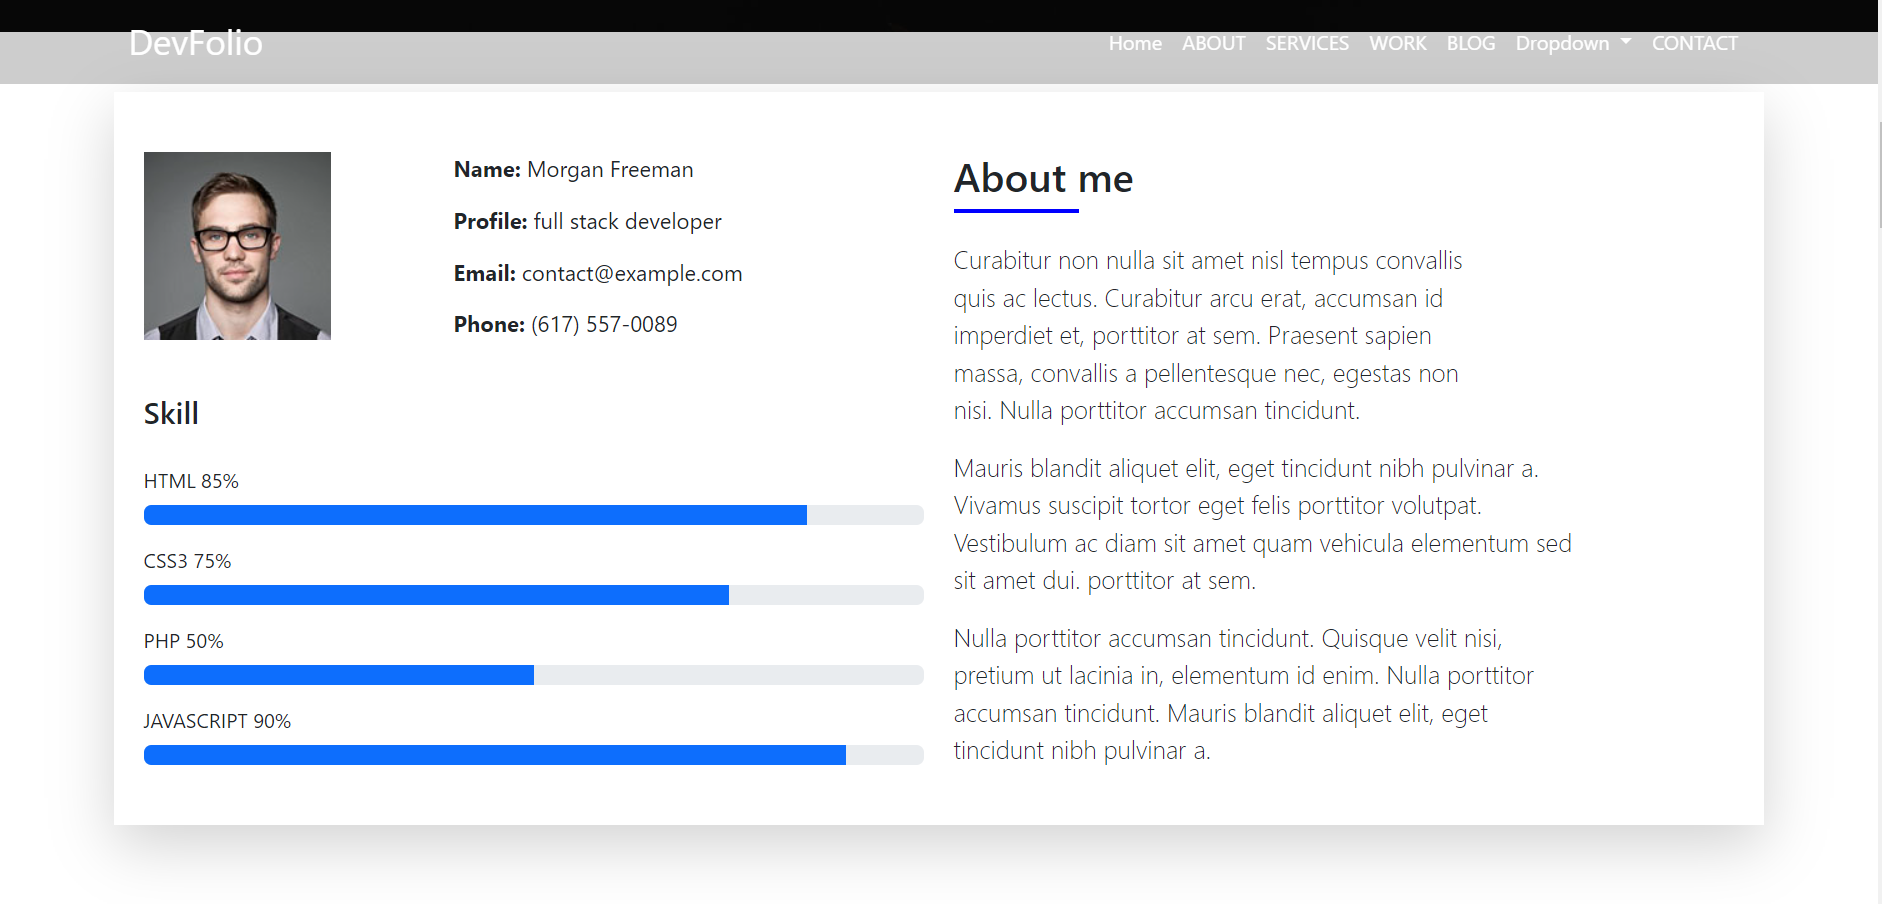 DevFolio
Home ABOUT SERVICES WORK BLOG Dropdown CONTACT
Name: Morgan Freeman
Profile: full stack developer
Email: contact@example.com
Phone: (617) 557-0089
Skill
HTML 85%
CSS3 75%
PHP 50%
JAVASCRIPT 90%
About me
Curabitur non nulla sit amet nisl tempus convallis
quis ac lectus. Curabitur arcu erat, accumsan id
imperdiet et, porttitor at sem. Praesent sapien
massa, convallis a pellentesque nec, egestas non
nisi. Nulla porttitor accumsan tincidunt.
Mauris blandit aliquet elit, eget tincidunt nibh pulvinar a.
Vivamus suscipit tortor eget felis porttitor volutpat.
Vestibulum ac diam sit amet quam vehicula elementum sed
sit amet dui. porttitor at sem.
Nulla porttitor accumsan tincidunt. Quisque velit nisi,
pretium ut lacinia in, elementum id enim. Nulla porttitor
accumsan tincidunt. Mauris blandit aliquet elit, eget
tincidunt nibh pulvinar a.